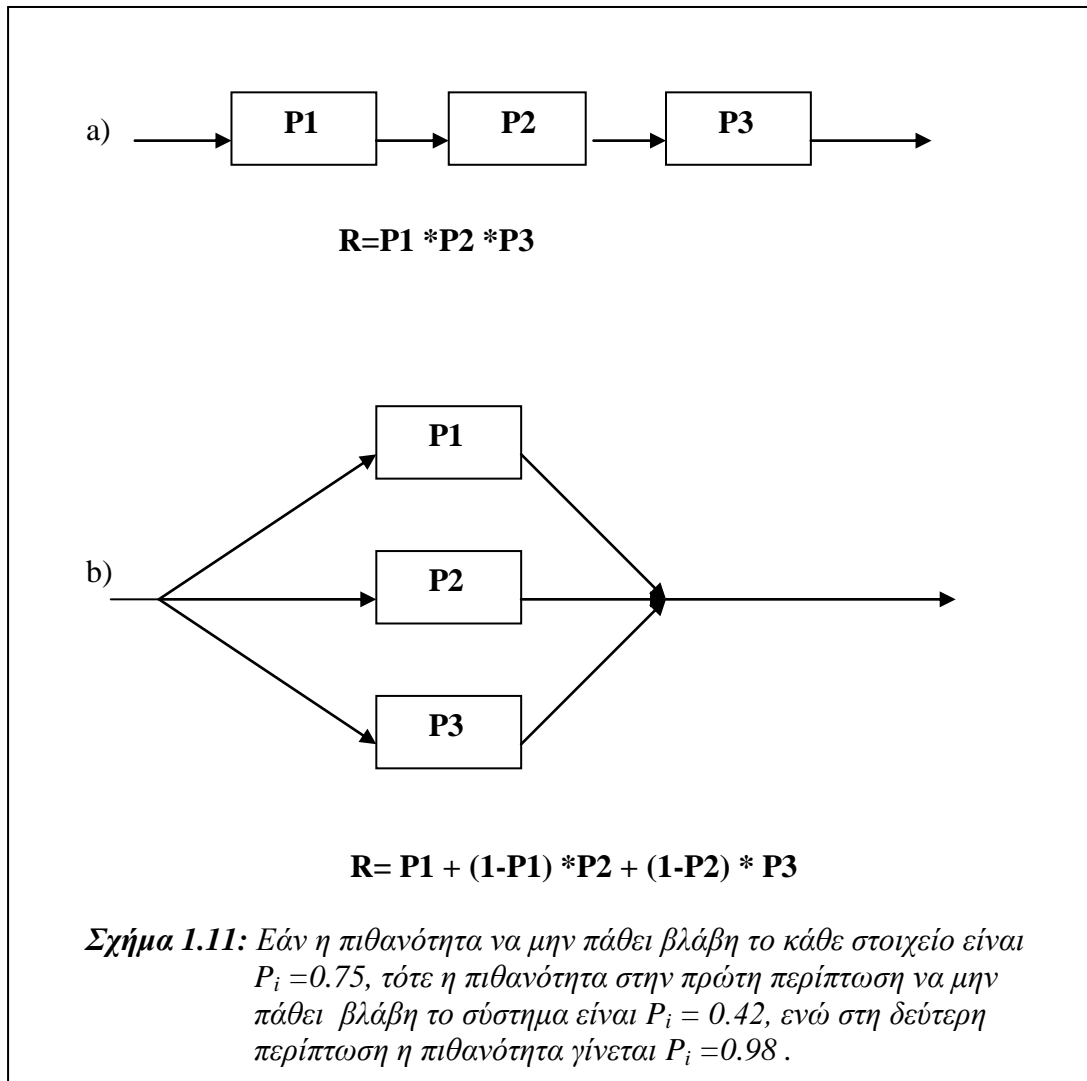 a)
P1 P2 P3
R=P1 *P2 *P3
P1
b)
P2
P3
R= P1 + (1-P1) *P2 + (1-P2) * P3
Σχήμα 1.11: Εάν η πιθανότητα να μην πάθει βλάβη το κάθε στοιχείο είναι
Pi =0.75, τότε η πιθανότητα στην πρώτη περίπτωση να μην
πάθει βλάβη το σύστημα είναι Pi = 0.42, ενώ στη δεύτερη
περίπτωση η πιθανότητα γίνεται Pi =0.98 .